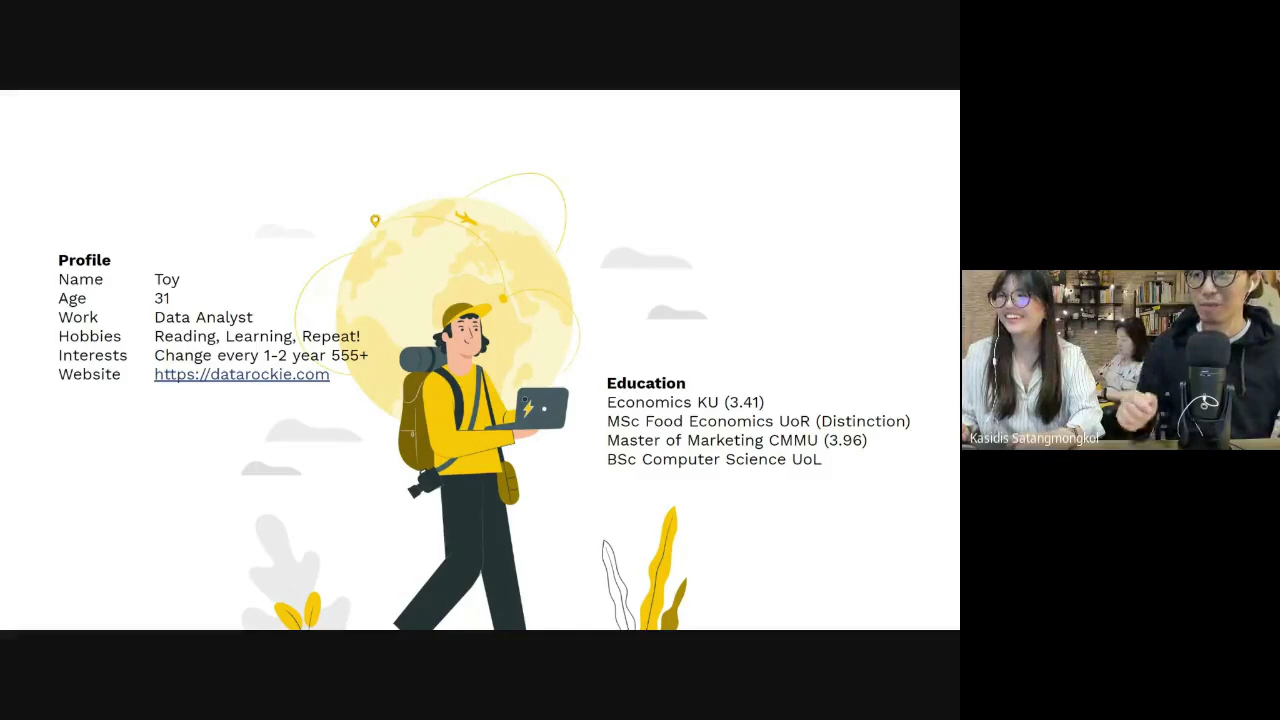 Profile
Name Toy
Age 31
Work Data Analyst
Hobbies Reading, Learning, Repeat!
Interests Change every 1-2 year 555+
Website https://datarockie.com
Education
Economics KU (3.41)
MSc Food Economics UoR (Distinction)
Master of Marketing CMMU (3.96)
BSc Computer Science UoL
Kasidis Satangmongkol